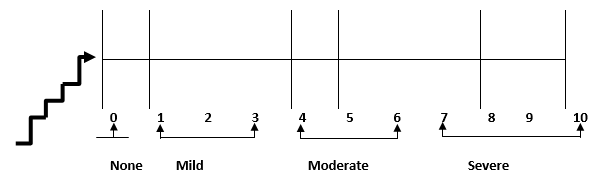 0 1 2 3 4 5 6 7 8 9 10
None Mild Moderate Severe